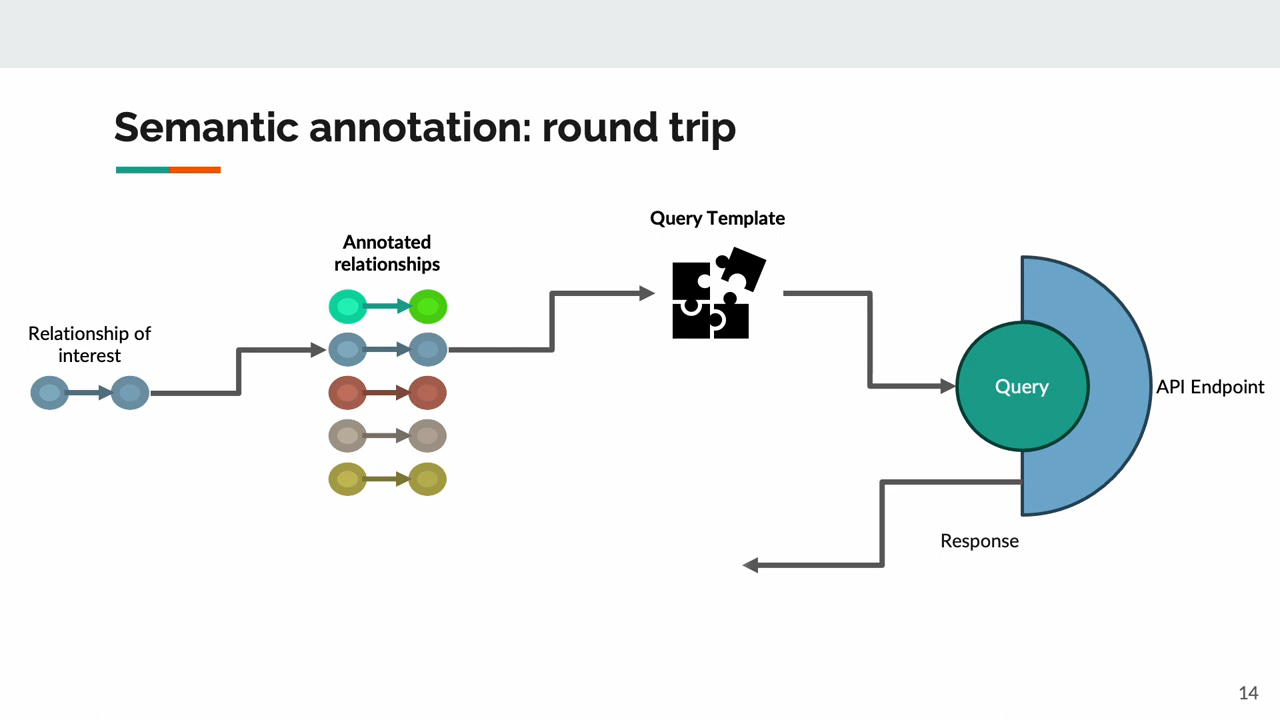 Semantic annotation: round trip
Query Template
Annotated
relationships
Relationship of
interest
Query
API Endpoint
Response
14